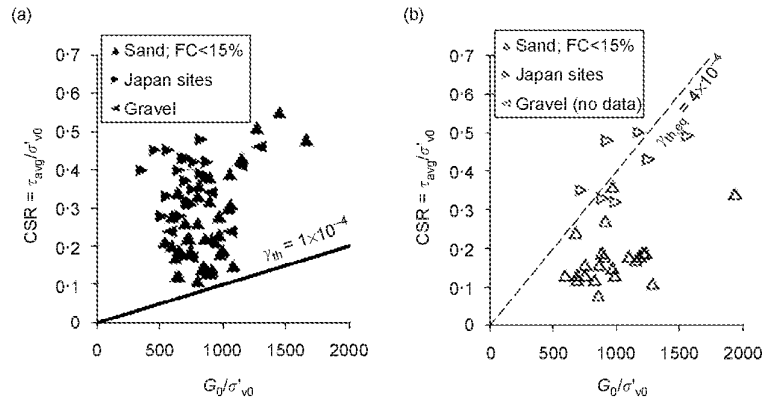 (a)
0·7
0·6
0·5
0·4
0·3
0·2
0·1
0
CSR = τavg/σ'v0
Sand; FC<15%
Japan sites
Gravel
γth = 1×10⁻⁴
0 500 1000 1500 2000
G0/σ'v0
(b)
0·7
0·6
0·5
0·4
0·3
0·2
0·1
0
CSR = τavg/σ'v0
Sand; FC<15%
Japan sites
Gravel (no data)
γth,eq = 4×10⁻⁴
0 500 1000 1500 2000
G0/σ'v0